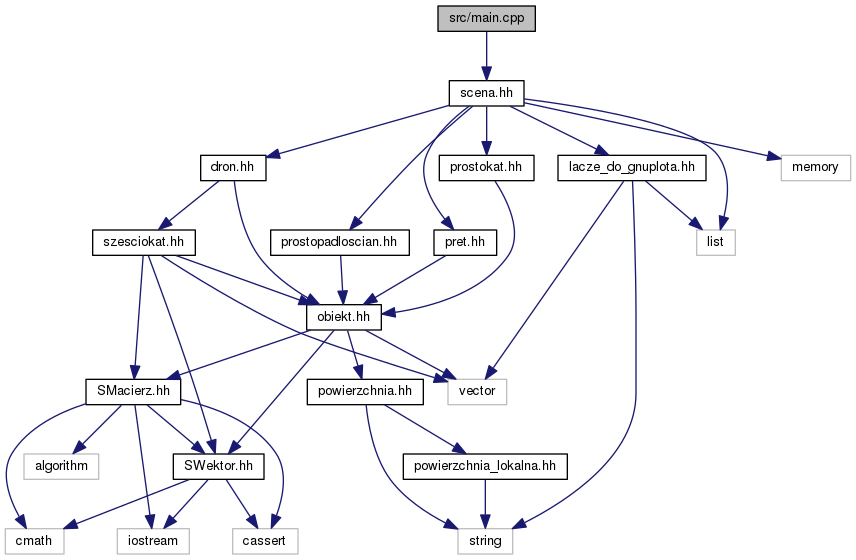 src/main.cpp
scena.hh
dron.hh
prostokat.hh
lacze_do_gnuplota.hh
memory
szesciokat.hh
prostopadloscian.hh
pret.hh
list
obiekt.hh
SMacierz.hh
powierzchnia.hh
vector
algorithm
SWektor.hh
powierzchnia_lokalna.hh
cmath
iostream
cassert
string